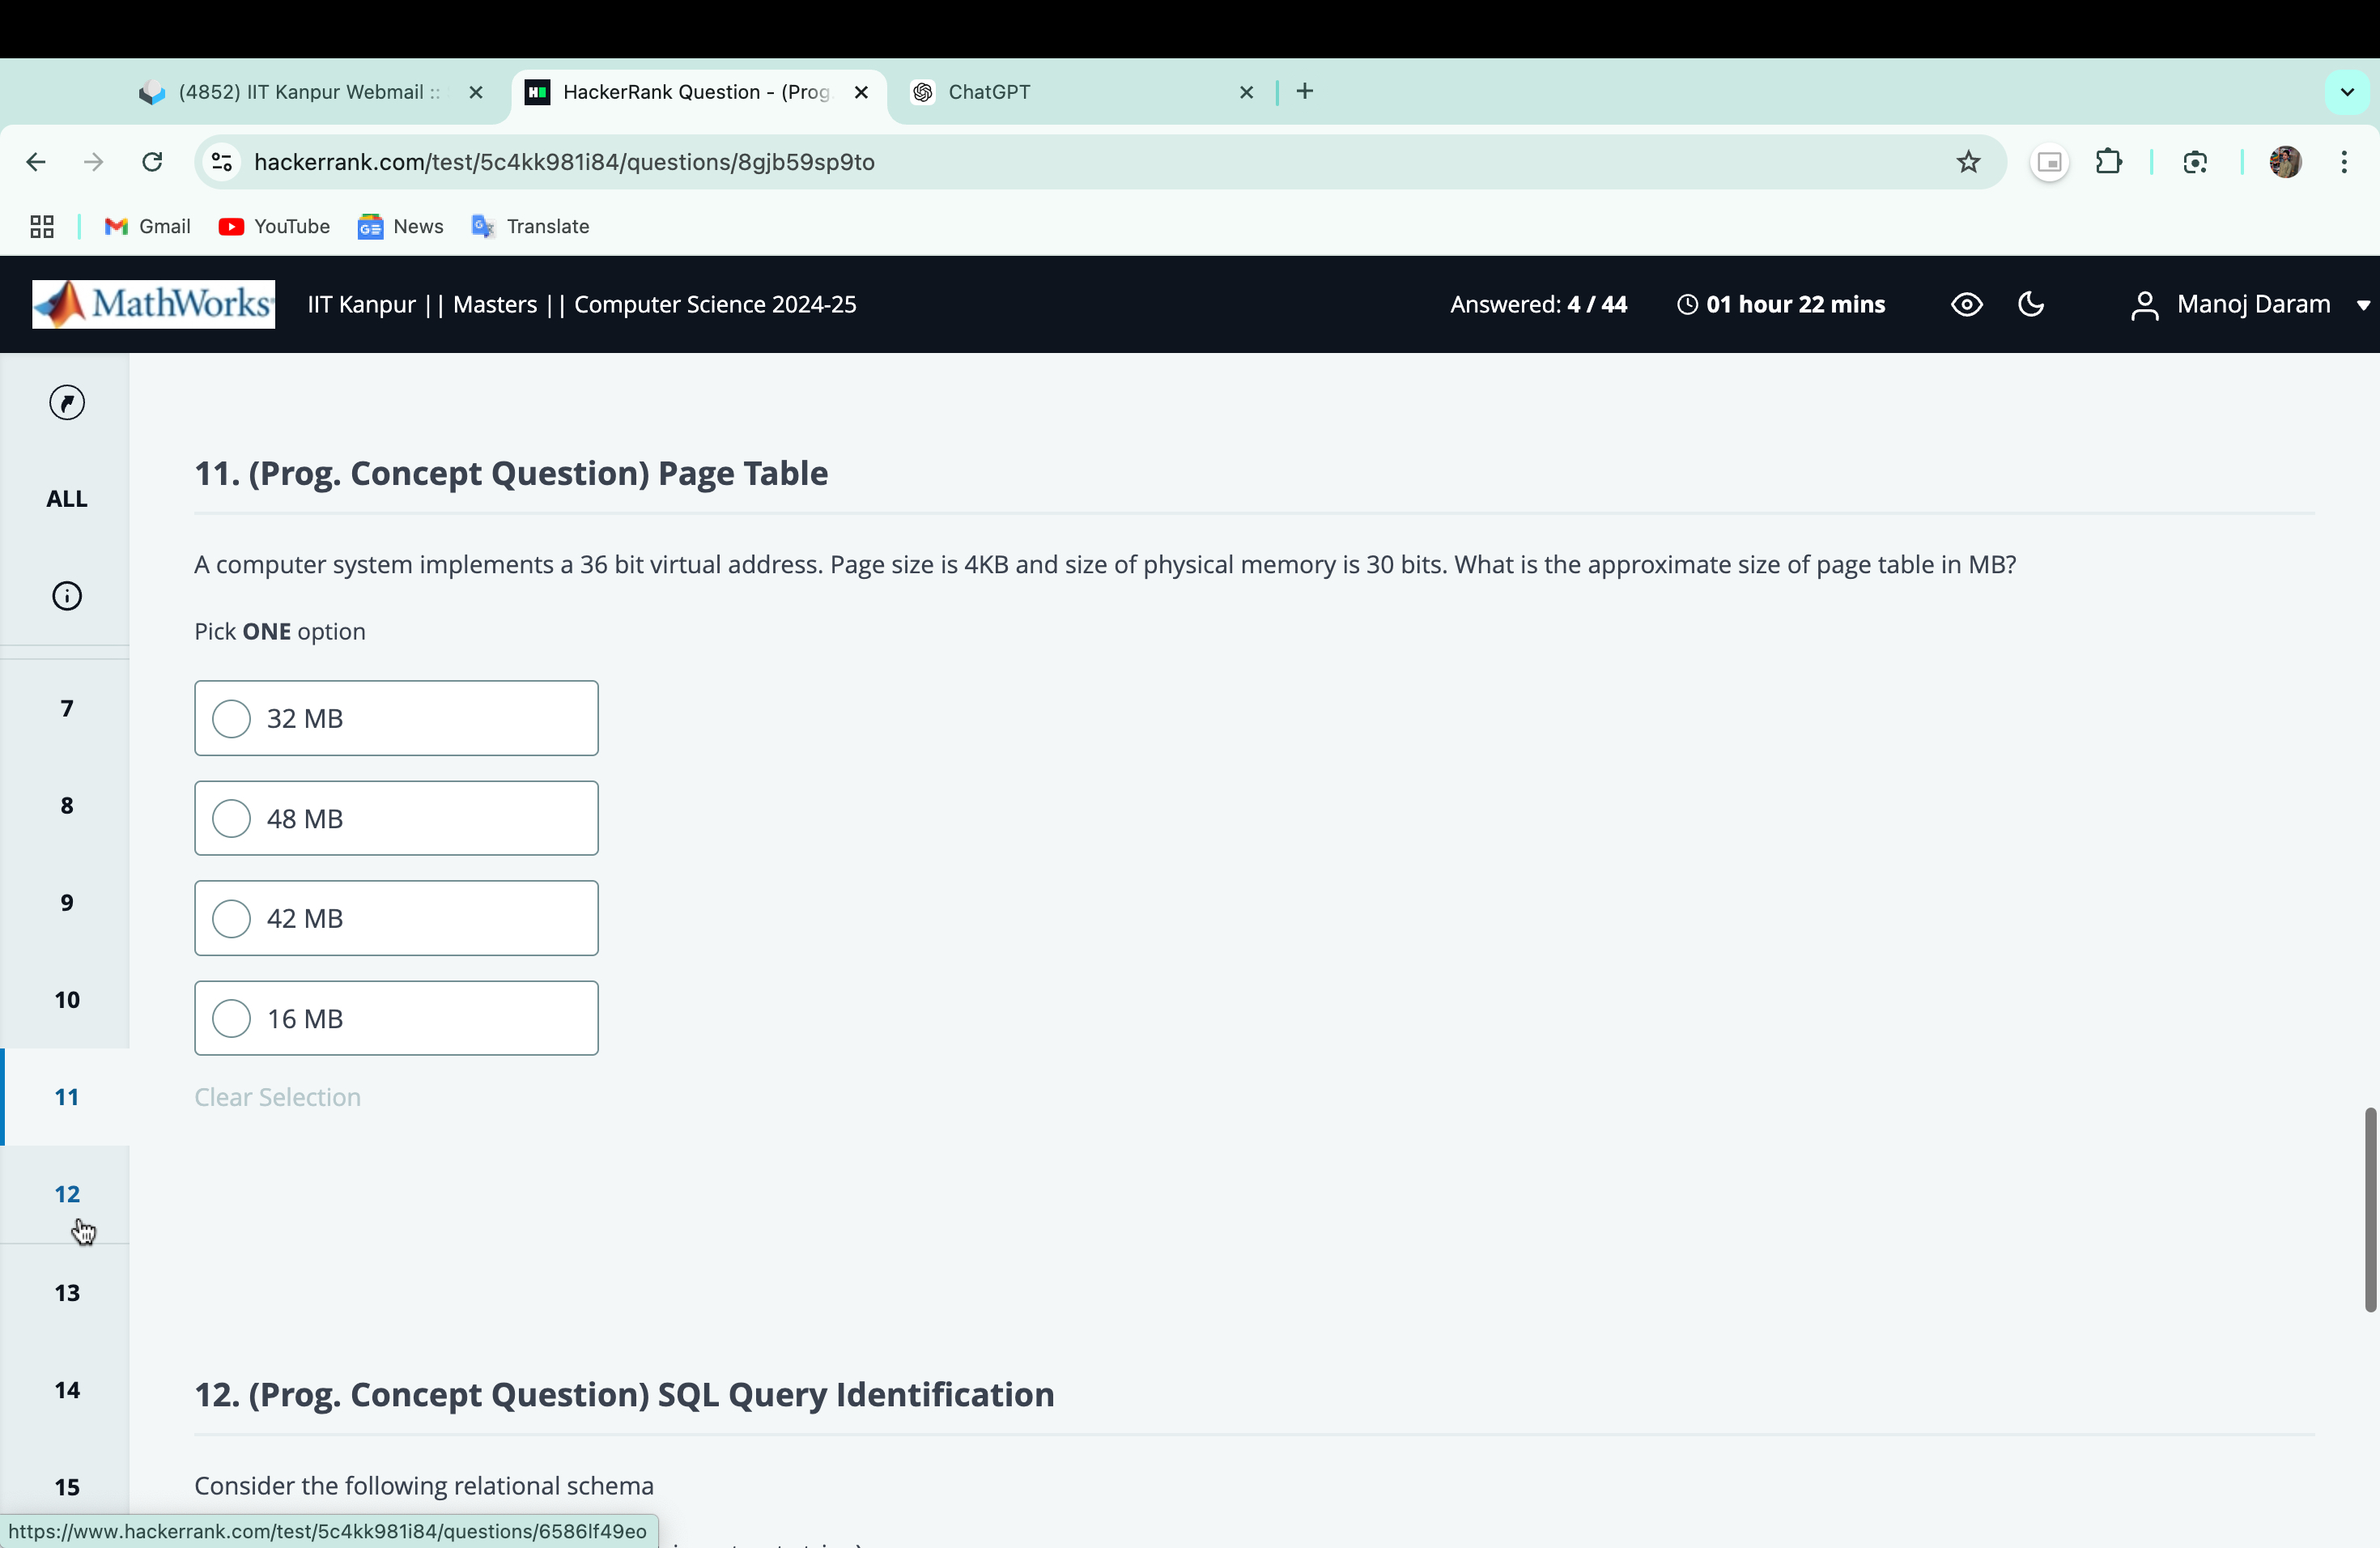 (4852) IIT Kanpur Webmail ::
HackerRank Question - (Prog
ChatGPT
hackerrank.com/test/5c4kk981i84/questions/8gjb59sp9to
Gmail
YouTube
News
Translate
MathWorks
IIT Kanpur || Masters || Computer Science 2024-25
Answered: 4 / 44
01 hour 22 mins
Manoj Daram
ALL
7
8
9
10
11
12
13
14
15
11. (Prog. Concept Question) Page Table
A computer system implements a 36 bit virtual address. Page size is 4KB and size of physical memory is 30 bits. What is the approximate size of page table in MB?
Pick ONE option
32 MB
48 MB
42 MB
16 MB
Clear Selection
12. (Prog. Concept Question) SQL Query Identification
Consider the following relational schema
https://www.hackerrank.com/test/5c4kk981i84/questions/6586lf49eo